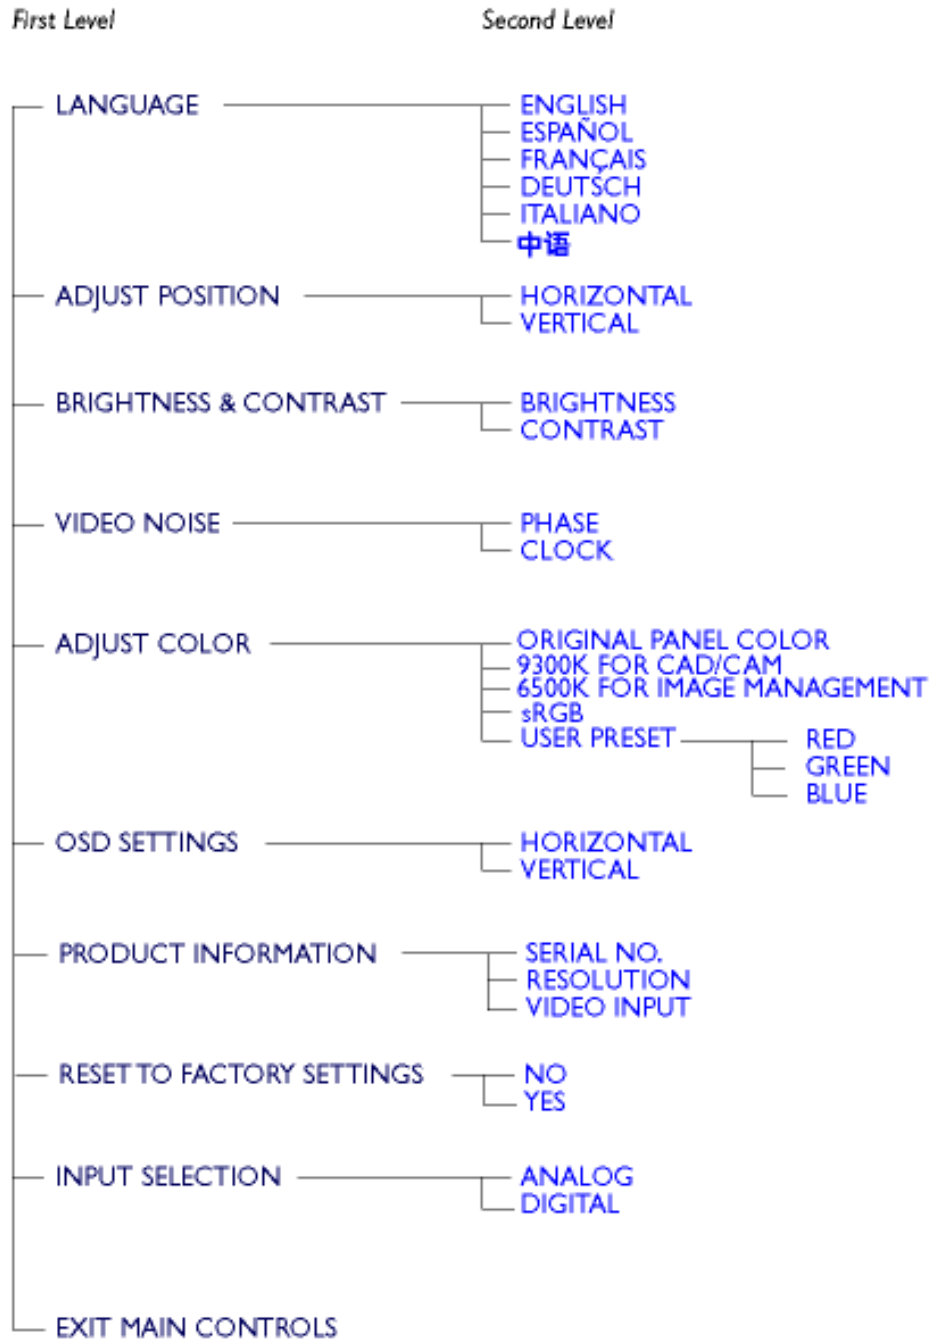 First Level Second Level
LANGUAGE ENGLISH
ESPAÑOL
FRANÇAIS
DEUTSCH
ITALIANO
中语
ADJUST POSITION HORIZONTAL
VERTICAL
BRIGHTNESS & CONTRAST BRIGHTNESS
CONTRAST
VIDEO NOISE PHASE
CLOCK
ADJUST COLOR ORIGINAL PANEL COLOR
9300K FOR CAD/CAM
6500K FOR IMAGE MANAGEMENT
sRGB
USER PRESET RED
GREEN
BLUE
OSD SETTINGS HORIZONTAL
VERTICAL
PRODUCT INFORMATION SERIAL NO.
RESOLUTION
VIDEO INPUT
RESET TO FACTORY SETTINGS NO
YES
INPUT SELECTION ANALOG
DIGITAL
EXIT MAIN CONTROLS